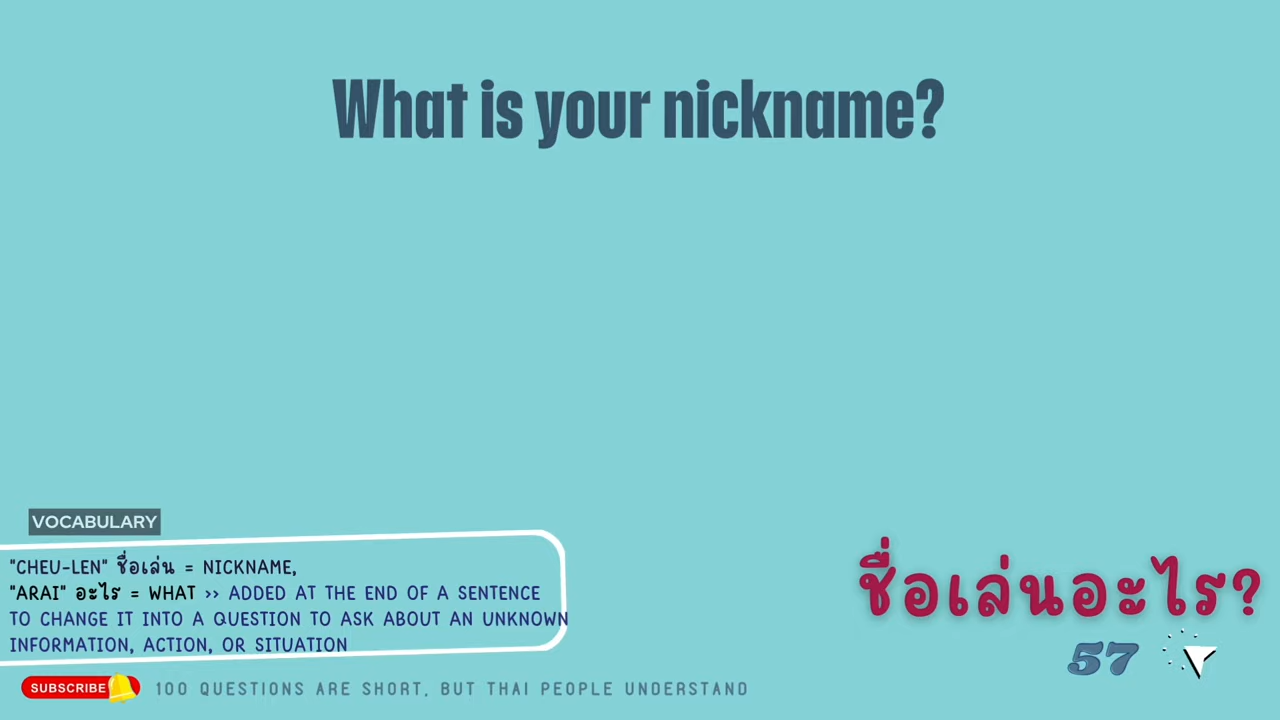 What is your nickname?
VOCABULARY
"CHEU-LEN" ชื่อเล่น = NICKNAME,
"ARAI" อะไร = WHAT >> ADDED AT THE END OF A SENTENCE
TO CHANGE IT INTO A QUESTION TO ASK ABOUT AN UNKNOWN
INFORMATION, ACTION, OR SITUATION
ชื่อเล่นอะไร?
57
SUBSCRIBE
100 QUESTIONS ARE SHORT, BUT THAI PEOPLE UNDERSTAND